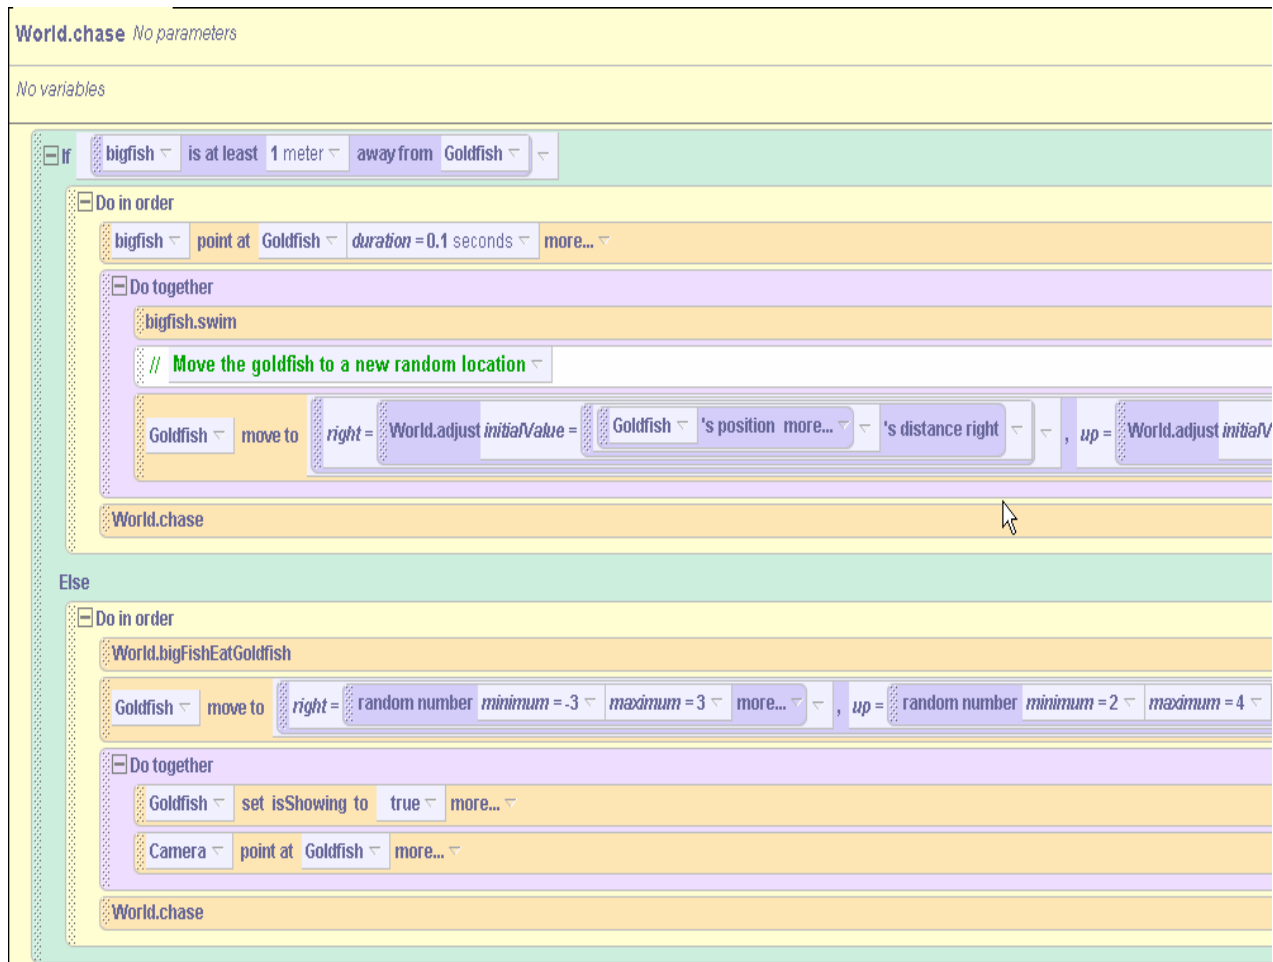 World.chase No parameters
No variables
If bigfish is at least 1 meter away from Goldfish
Do in order
bigfish point at Goldfish duration = 0.1 seconds more...
Do together
bigfish.swim
// Move the goldfish to a new random location
Goldfish move to right = World.adjust initialValue = Goldfish 's position more... 's distance right , up = World.adjust initialV
World.chase
Else
Do in order
World.bigFishEatGoldfish
Goldfish move to right = random number minimum = -3 maximum = 3 more... , up = random number minimum = 2 maximum = 4
Do together
Goldfish set isShowing to true more...
Camera point at Goldfish more...
World.chase